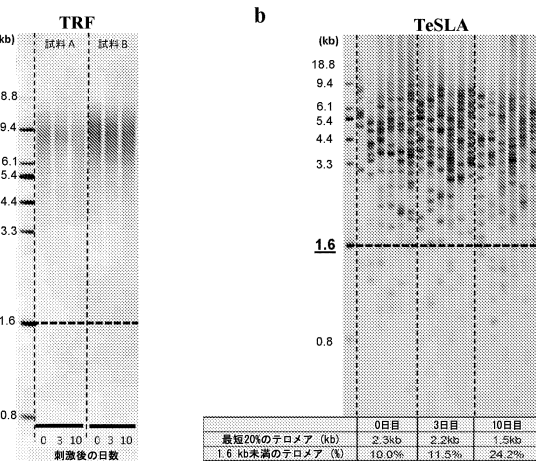 TRF
(kb)
試料A 試料B
8.8
9.4
6.1
5.4
4.4
3.3
1.6
0.8
0 3 10 0 3 10
刺激後の日数
b
TeSLA
(kb)
18.8
9.4
6.1
5.4
4.4
3.3
1.6
0.8
0日目 3日目 10日目
最短20%のテロメア (kb) 2.3kb 2.2kb 1.5kb
1.6 kb未満のテロメア (%) 10.0% 11.5% 24.2%